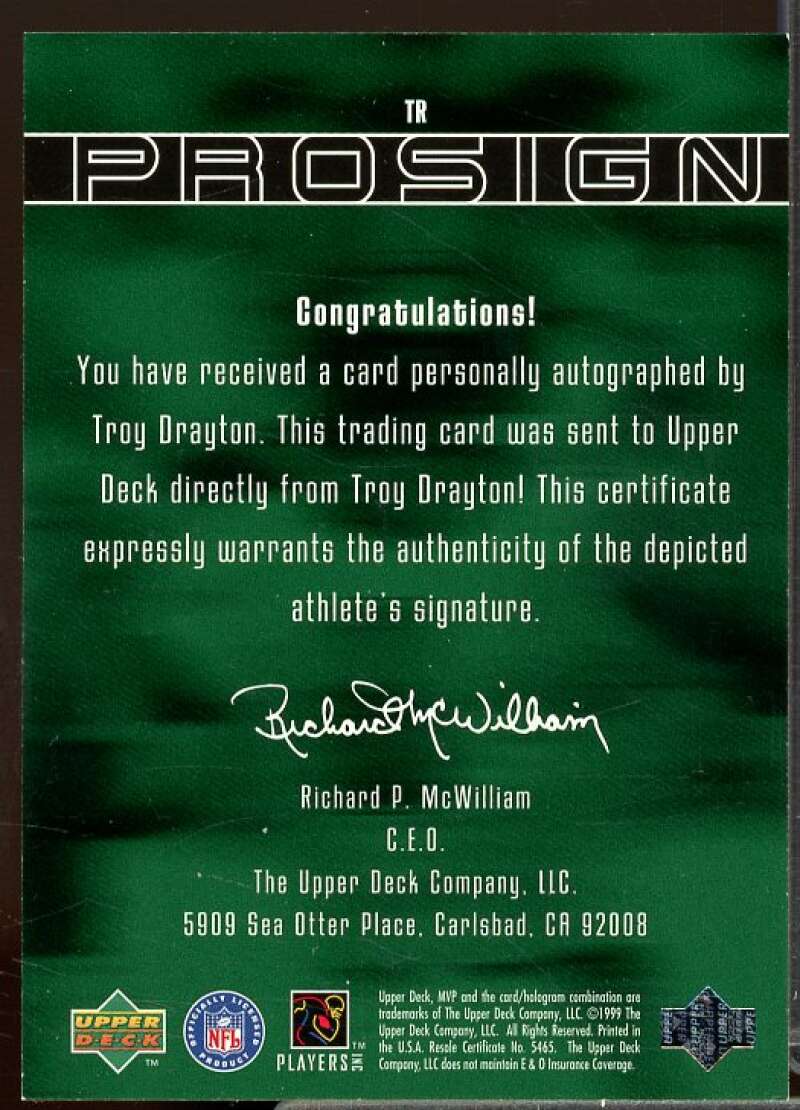 TR
PROSIGN
Congratulations!
You have received a card personally autographed by
Troy Drayton. This trading card was sent to Upper
Deck directly from Troy Drayton! This certificate
expressly warrants the authenticity of the depicted
athlete's signature.
Richard McWilliam
Richard P. McWilliam
C.E.O.
The Upper Deck Company, LLC.
5909 Sea Otter Place, Carlsbad, CA 92008
UPPER
DECK
TM
OFFICIALLY LICENSED
NFL
PRODUCT
TM
PLAYERS INC
Upper Deck, MVP and the card/hologram combination are
trademarks of The Upper Deck Company, LLC. ©1999 The
Upper Deck Company, LLC. All Rights Reserved. Printed in
the U.S.A. Resale Certificate No. 5465. The Upper Deck
Company, LLC does not maintain E & O Insurance Coverage.